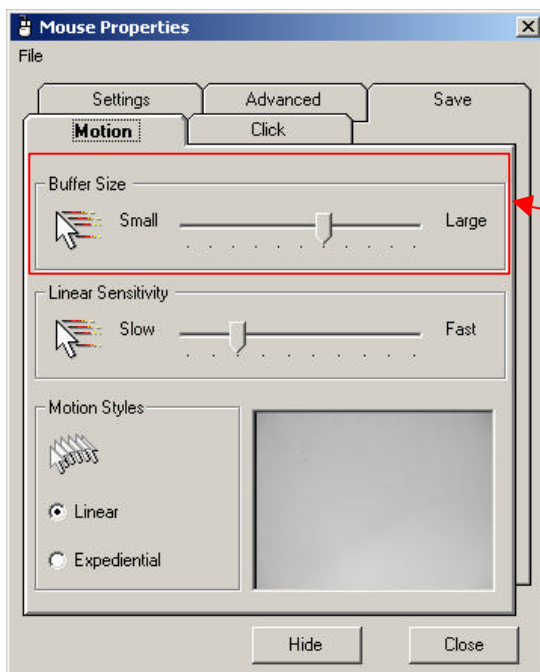 Mouse Properties
File
Settings Advanced Save
Motion Click
Buffer Size
Small Large
Linear Sensitivity
Slow Fast
Motion Styles
Linear
Expediential
Hide Close